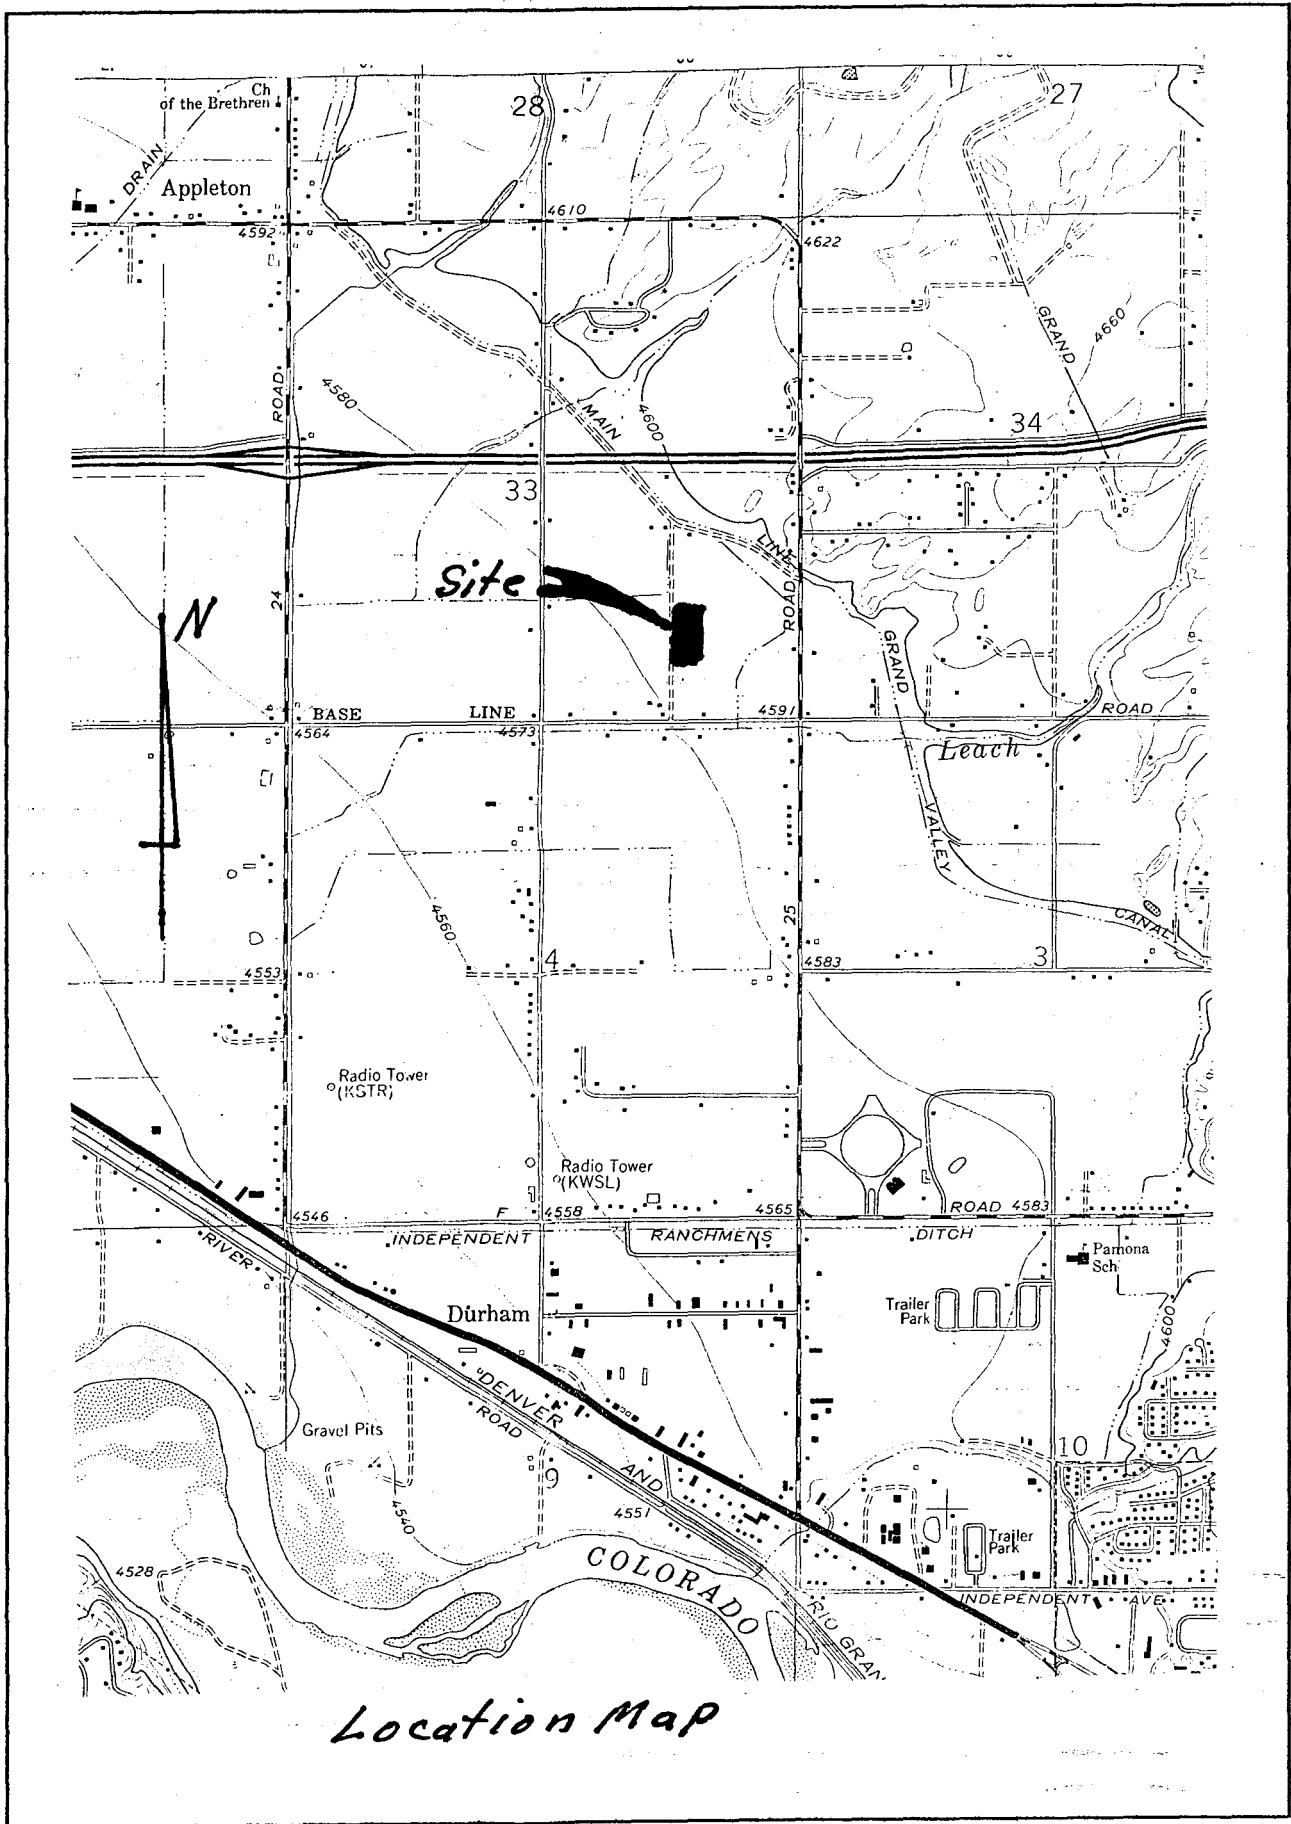 Ch
of the Brethren
28
27
DRAIN
Appleton
4592
4610
4622
GRAND
4660
ROAD
4580
MAIN
4600
34
33
LINE
Site
24
N
ROAD
GRAND
BASE LINE
4591
ROAD
4564
4573
Leach
VALLEY
4560
25
CANAL
4553
4
4583
3
Radio Tower
(KSTR)
Radio Tower
(KWSL)
4546
F
4558
4565
ROAD 4583
INDEPENDENT
RANCHMENS
DITCH
RIVER
Pamona
Sch
Durham
Trailer
Park
4600
DENVER
ROAD
Gravel Pits
10
9
AND
4540
4551
Trailer
Park
COLORADO
4528
INDEPENDENT AVE
RIO GRAN
Location Map